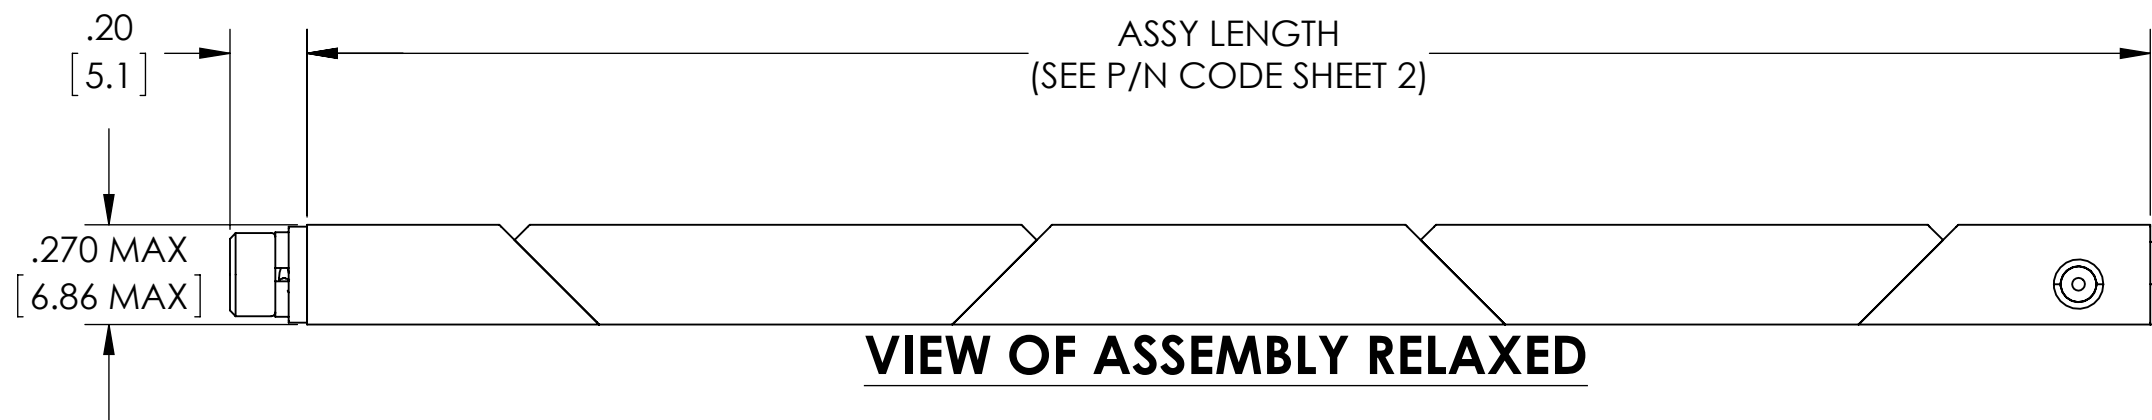 .20
[5.1]
ASSY LENGTH
(SEE P/N CODE SHEET 2)
.270 MAX
[6.86 MAX]
VIEW OF ASSEMBLY RELAXED